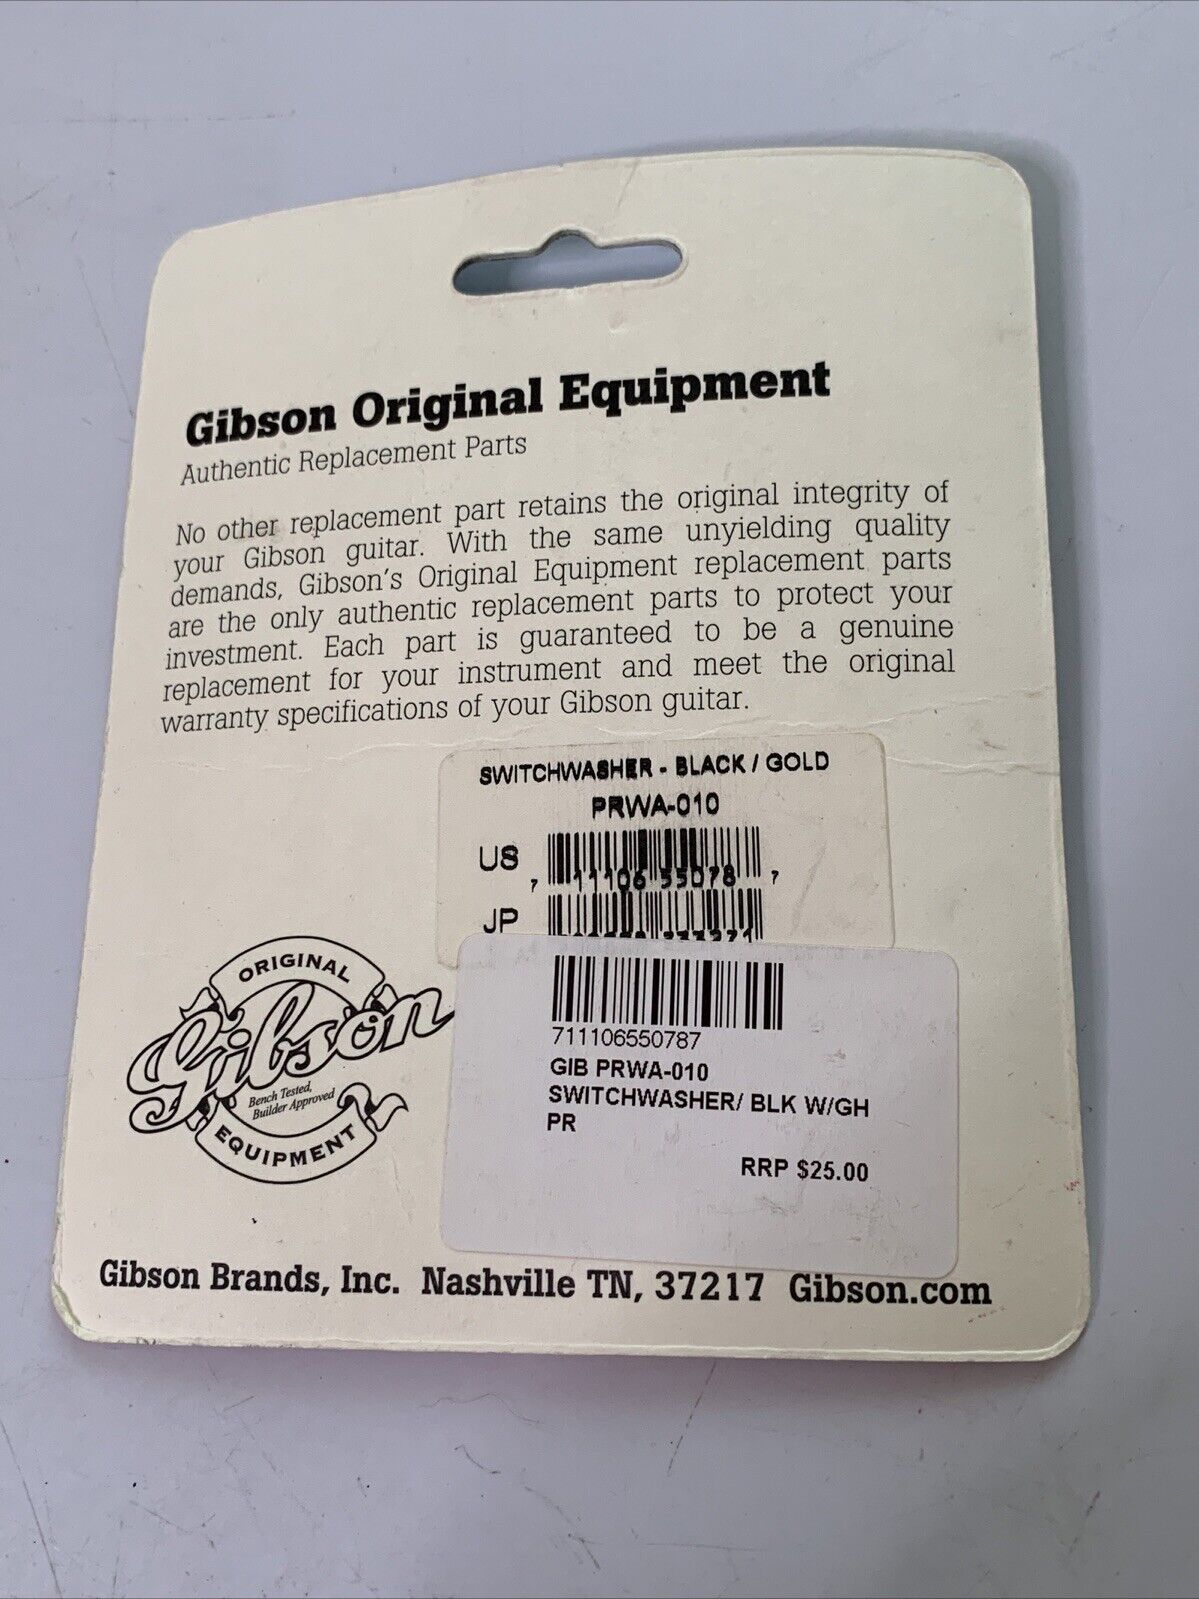 Gibson Original Equipment
Authentic Replacement Parts
No other replacement part retains the original integrity of
your Gibson guitar. With the same unyielding quality
demands, Gibson's Original Equipment replacement parts
are the only authentic replacement parts to protect your
investment. Each part is guaranteed to be a genuine
replacement for your instrument and meet the original
warranty specifications of your Gibson guitar.
SWITCHWASHER - BLACK / GOLD
PRWA-010
US
7 11106 55078 7
JP
711106550787
GIB PRWA-010
SWITCHWASHER/ BLK W/GH
PR
RRP $25.00
ORIGINAL
Gibson
Bench Tested,
Builder Approved
EQUIPMENT
Gibson Brands, Inc. Nashville TN, 37217 Gibson.com